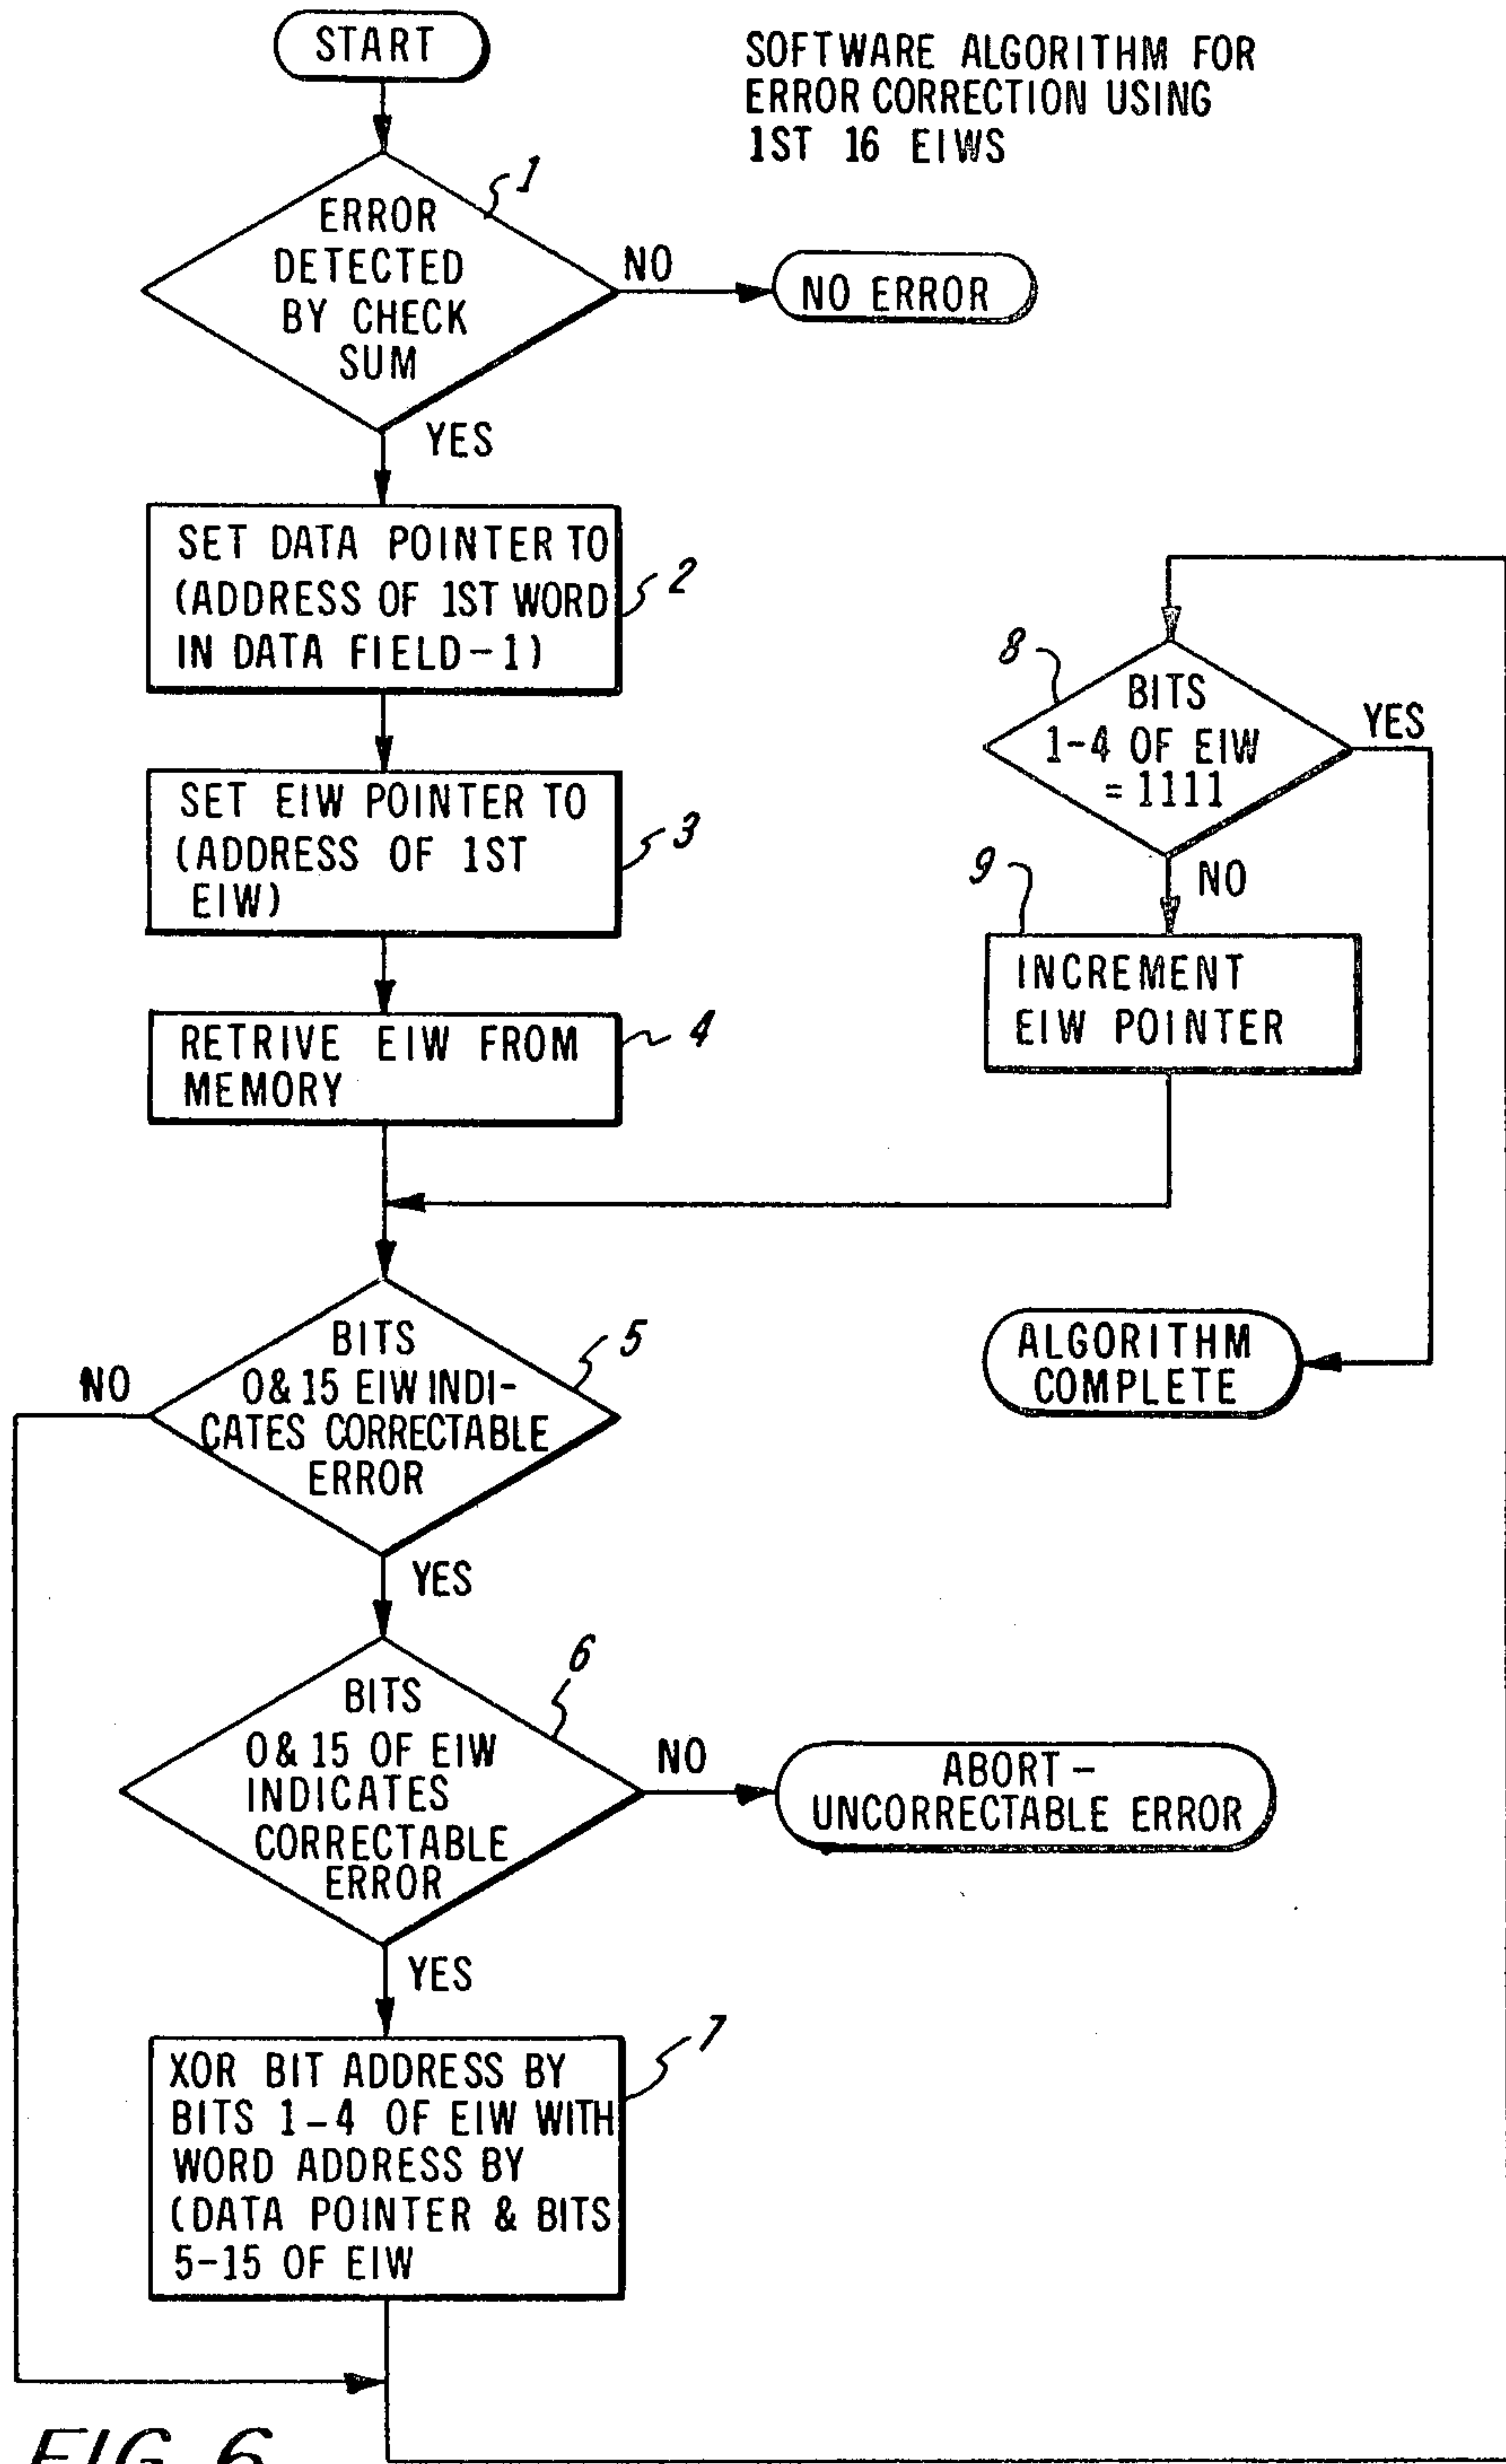 START
SOFTWARE ALGORITHM FOR
ERROR CORRECTION USING
1ST 16 EIWS
1
ERROR
DETECTED
BY CHECK
SUM
NO
NO ERROR
YES
SET DATA POINTER TO
(ADDRESS OF 1ST WORD
IN DATA FIELD-1)
2
SET EIW POINTER TO
(ADDRESS OF 1ST
EIW)
3
RETRIVE EIW FROM
MEMORY
4
8
BITS
1-4 OF EIW
= 1111
YES
NO
9
INCREMENT
EIW POINTER
ALGORITHM
COMPLETE
BITS
0 & 15 EIW INDI-
CATES CORRECTABLE
ERROR
5
NO
YES
BITS
0 & 15 OF EIW
INDICATES
CORRECTABLE
ERROR
6
NO
ABORT -
UNCORRECTABLE ERROR
YES
XOR BIT ADDRESS BY
BITS 1-4 OF EIW WITH
WORD ADDRESS BY
(DATA POINTER & BITS
5-15 OF EIW
7
FIG. 6